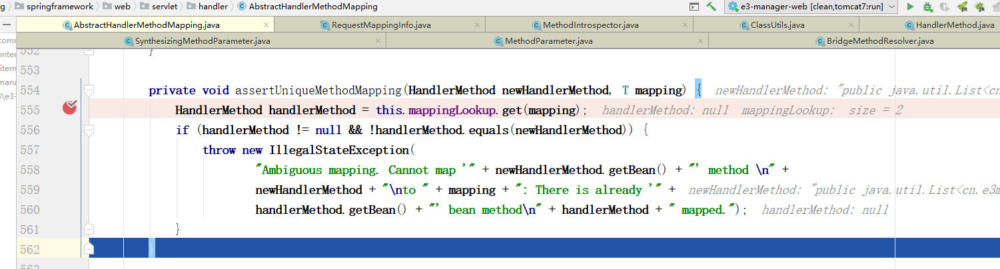 g springframework web servlet handler AbstractHandlerMethodMapping e3-manager-web [clean,tomcat7:run]
AbstractHandlerMethodMapping.java RequestMappingInfo.java MethodIntrospector.java ClassUtils.java HandlerMethod.java
SynthesizingMethodParameter.java MethodParameter.java BridgeMethodResolver.java
552 }
553
554 private void assertUniqueMethodMapping(HandlerMethod newHandlerMethod, T mapping) { newHandlerMethod: "public java.util.List<cn.e
555 HandlerMethod handlerMethod = this.mappingLookup.get(mapping); handlerMethod: null mappingLookup: size = 2
556 if (handlerMethod != null && !handlerMethod.equals(newHandlerMethod)) {
557 throw new IllegalStateException(
558 "Ambiguous mapping. Cannot map '" + newHandlerMethod.getBean() + "' method \n" +
559 newHandlerMethod + "\nto " + mapping + ": There is already '" + newHandlerMethod: "public java.util.List<cn.e3m
560 handlerMethod.getBean() + "' bean method\n" + handlerMethod + " mapped."); handlerMethod: null
561 }
562 }